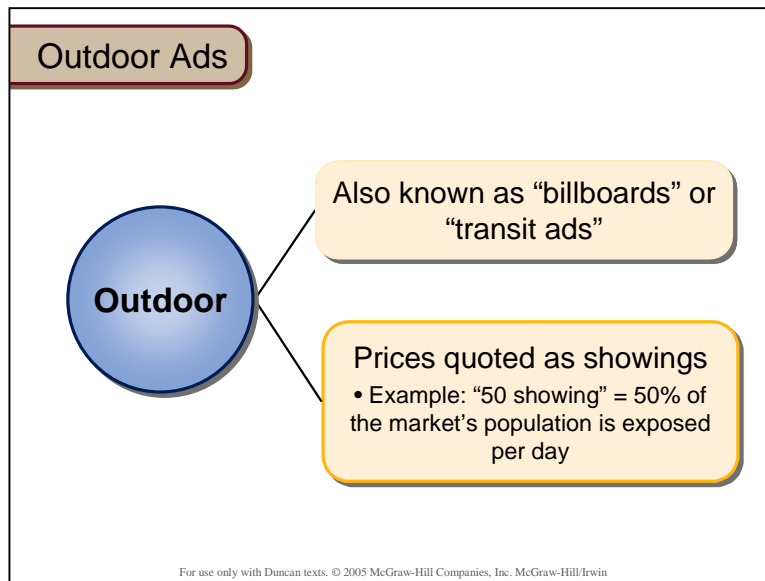 Outdoor Ads
Outdoor
Also known as “billboards” or
“transit ads”
Prices quoted as showings
• Example: “50 showing” = 50% of
the market’s population is exposed
per day
For use only with Duncan texts. © 2005 McGraw-Hill Companies, Inc. McGraw-Hill/Irwin